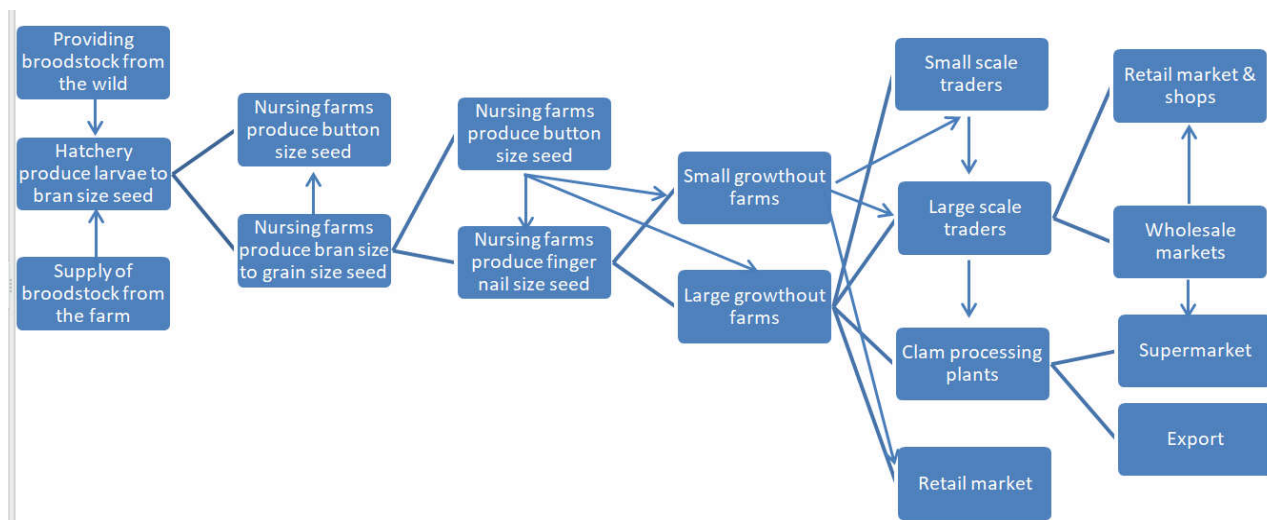 Providing
broodstock from
the wild
Hatchery
produce larvae to
bran size seed
Supply of
broodstock from
the farm
Nursing farms
produce button
size seed
Nursing farms
produce bran size
to grain size seed
Nursing farms
produce button
size seed
Nursing farms
produce finger
nail size seed
Small growthout
farms
Large growthout
farms
Small scale
traders
Large scale
traders
Clam processing
plants
Retail market
Retail market &
shops
Wholesale
markets
Supermarket
Export